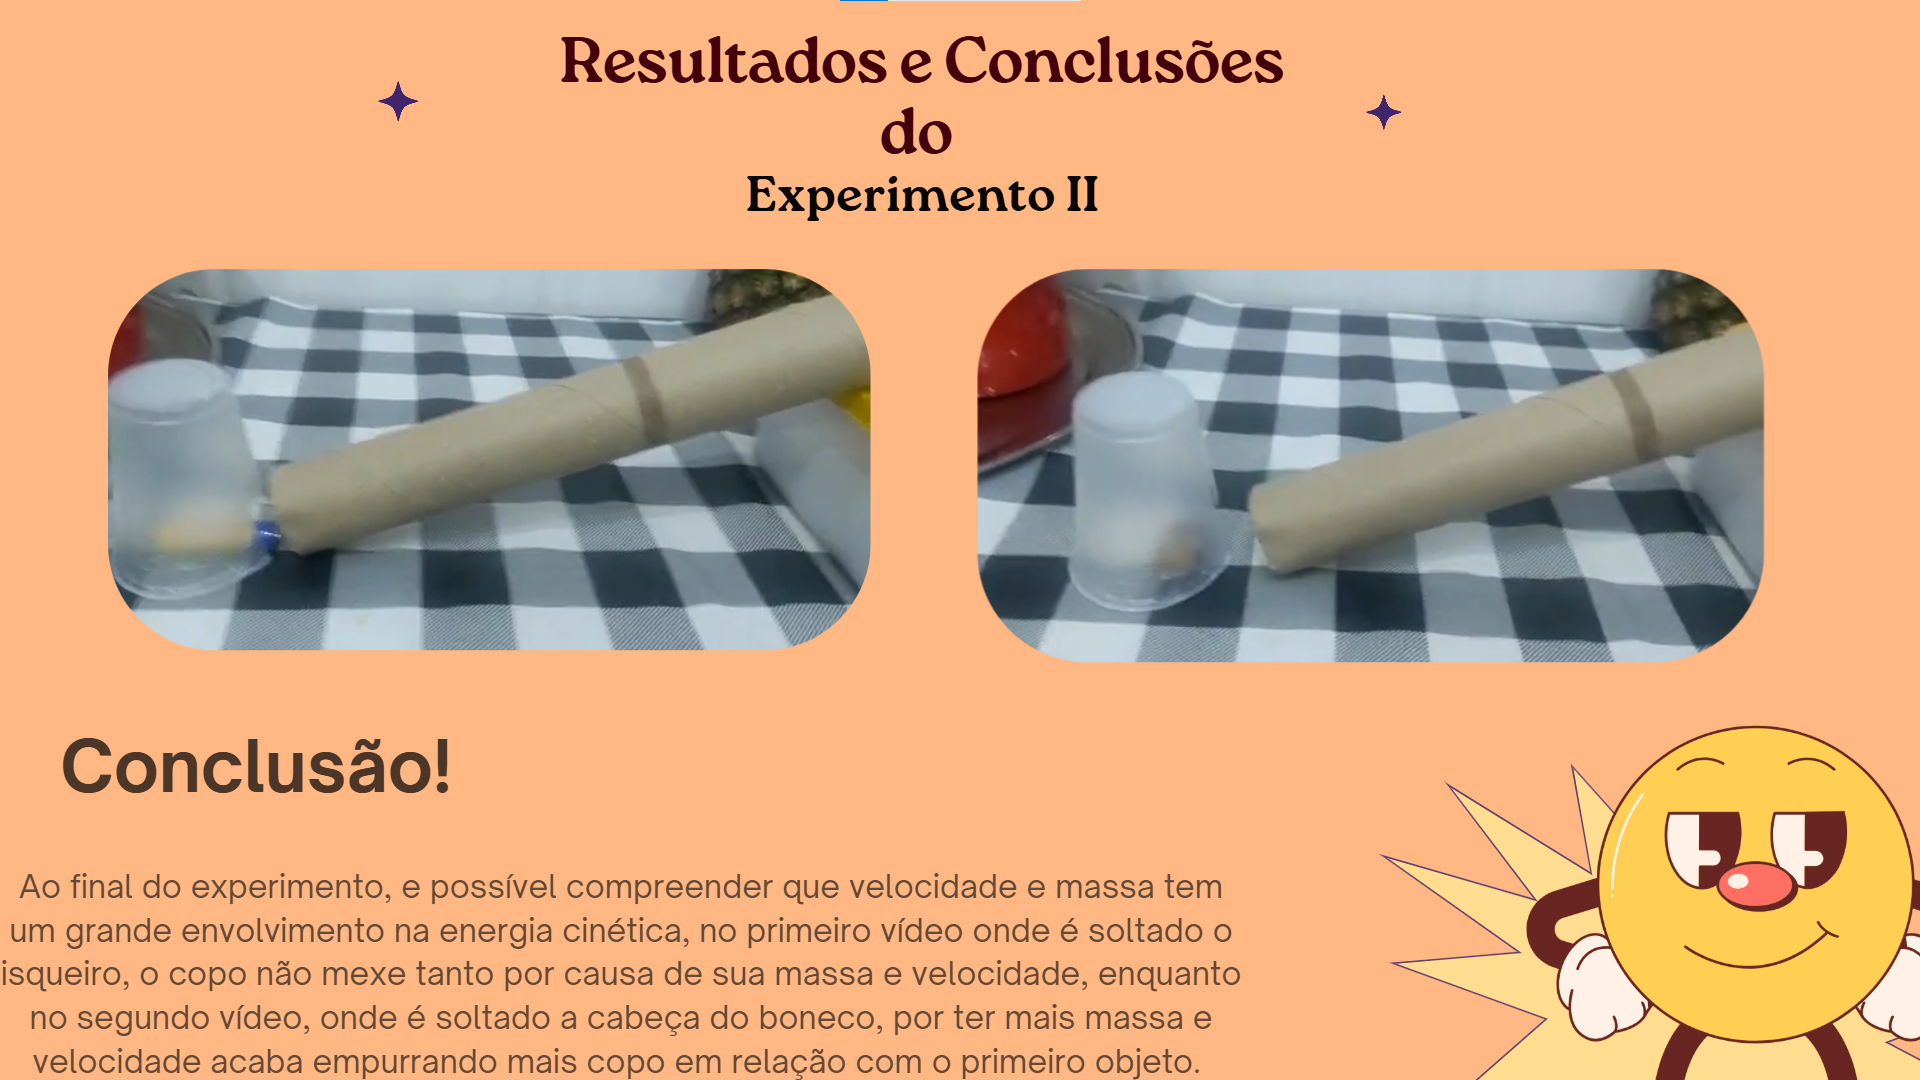 Resultados e Conclusões
do
Experimento II
Conclusão!
Ao final do experimento, e possível compreender que velocidade e massa tem
um grande envolvimento na energia cinética, no primeiro vídeo onde é soltado o
isqueiro, o copo não mexe tanto por causa de sua massa e velocidade, enquanto
no segundo vídeo, onde é soltado a cabeça do boneco, por ter mais massa e
velocidade acaba empurrando mais copo em relação com o primeiro objeto.